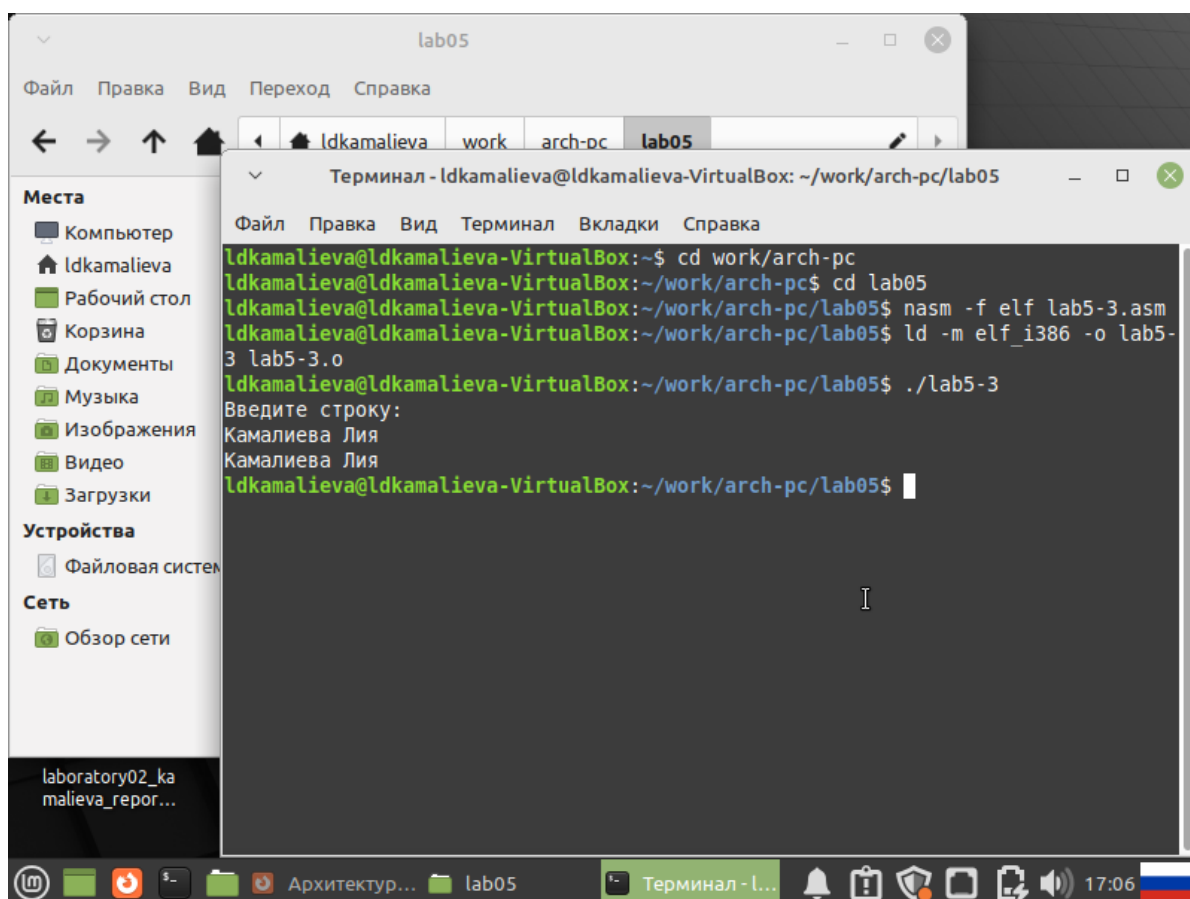 lab05
Файл Правка Вид Переход Справка
ldkamalieva work arch-pc lab05
Места
Компьютер
ldkamalieva
Рабочий стол
Корзина
Документы
Музыка
Изображения
Видео
Загрузки
Устройства
Файловая систем
Сеть
Обзор сети
Терминал - ldkamalieva@ldkamalieva-VirtualBox: ~/work/arch-pc/lab05
Файл Правка Вид Терминал Вкладки Справка
ldkamalieva@ldkamalieva-VirtualBox:~$ cd work/arch-pc
ldkamalieva@ldkamalieva-VirtualBox:~/work/arch-pc$ cd lab05
ldkamalieva@ldkamalieva-VirtualBox:~/work/arch-pc/lab05$ nasm -f elf lab5-3.asm
ldkamalieva@ldkamalieva-VirtualBox:~/work/arch-pc/lab05$ ld -m elf_i386 -o lab5-
3 lab5-3.o
ldkamalieva@ldkamalieva-VirtualBox:~/work/arch-pc/lab05$ ./lab5-3
Введите строку:
Камалиева Лия
Камалиева Лия
ldkamalieva@ldkamalieva-VirtualBox:~/work/arch-pc/lab05$
laboratory02_ka
malieva_repor...
Архитектур... lab05 Терминал - l... 17:06